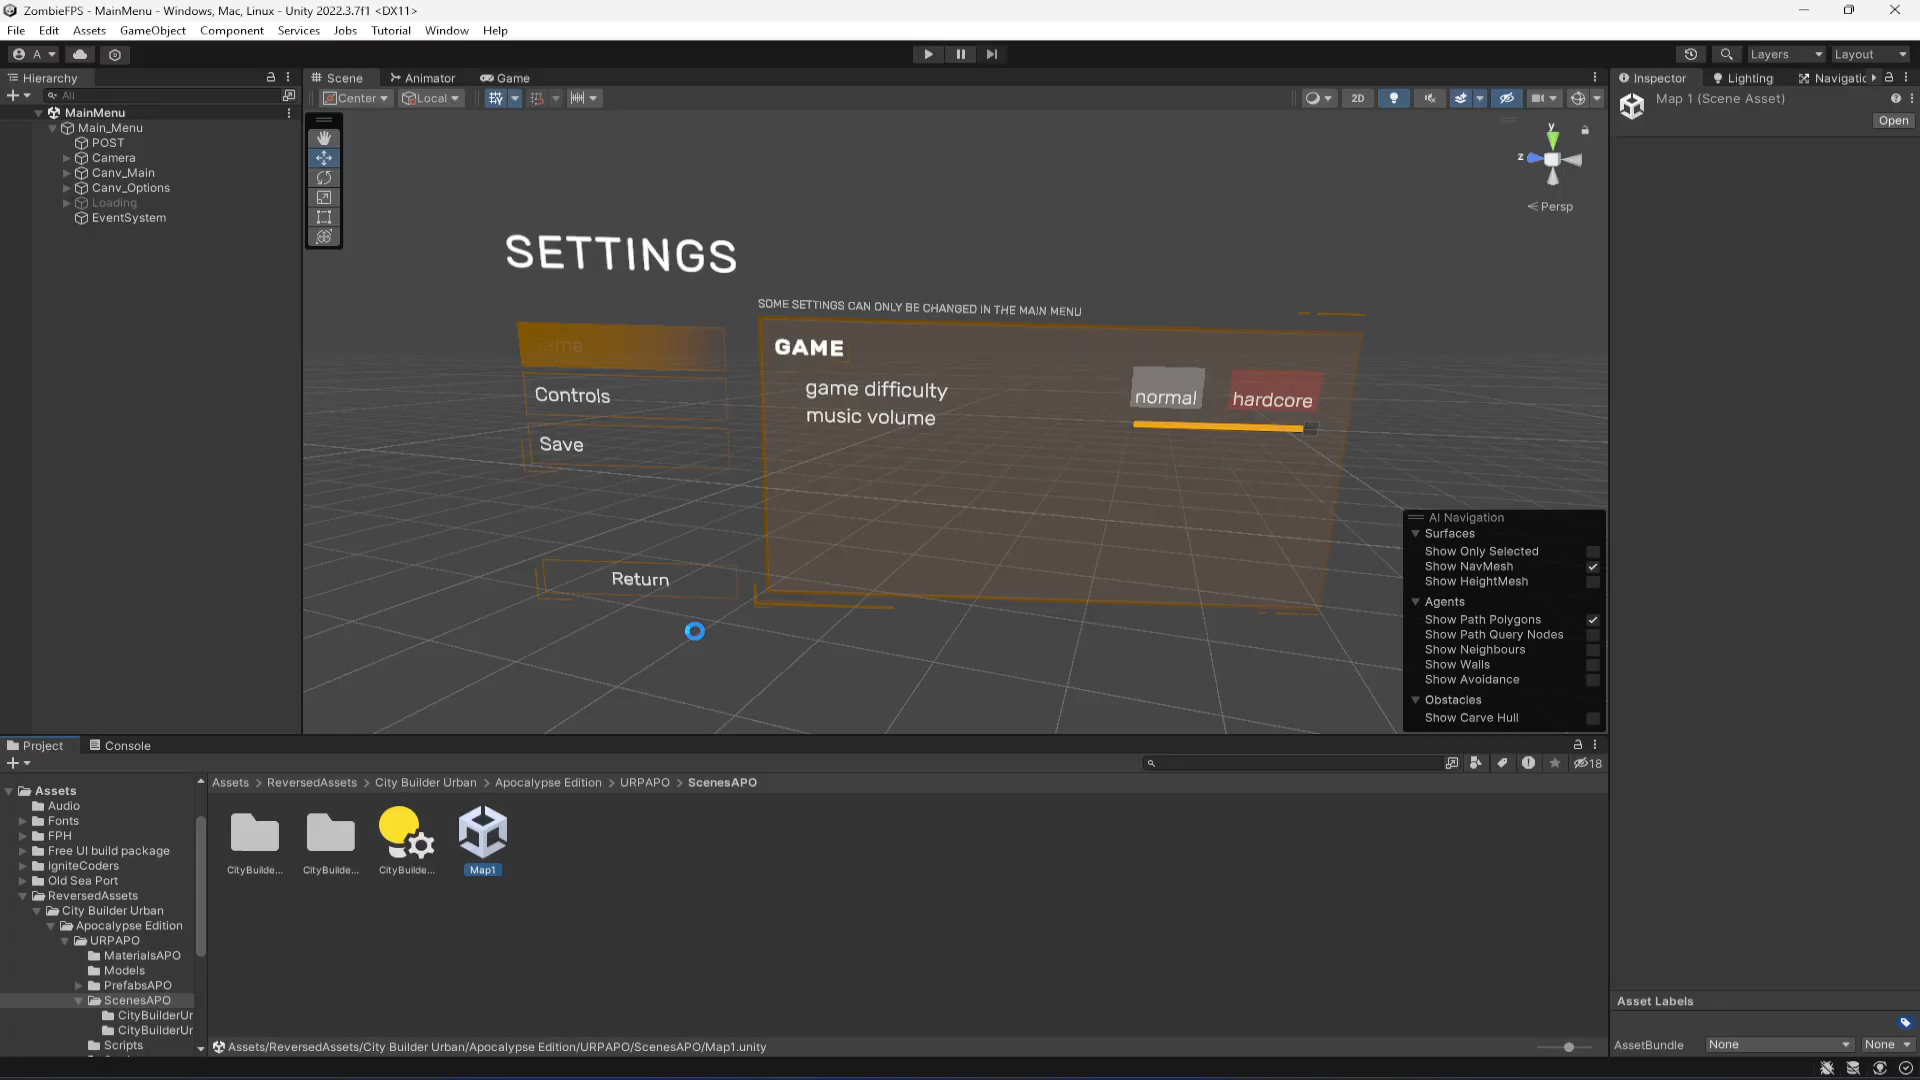 ZombieFPS - MainMenu - Windows, Mac, Linux - Unity 2022.3.7f1 <DX11>
File Edit Assets GameObject Component Services Jobs Tutorial Window Help
A
Layers
Layout
Hierarchy
All
MainMenu
Main_Menu
POST
Camera
Canv_Main
Canv_Options
Loading
EventSystem
Scene
Animator
Game
Center
Local
2D
y
z
Persp
SETTINGS
SOME SETTINGS CAN ONLY BE CHANGED IN THE MAIN MENU
Game
Controls
Save
Return
GAME
game difficulty
normal
hardcore
music volume
AI Navigation
Surfaces
Show Only Selected
Show NavMesh
Show HeightMesh
Agents
Show Path Polygons
Show Path Query Nodes
Show Neighbours
Show Walls
Show Avoidance
Obstacles
Show Carve Hull
Inspector
Lighting
Navigatic
Map 1 (Scene Asset)
Open
Asset Labels
AssetBundle
None
None
Project
Console
18
Assets
Audio
Fonts
FPH
Free UI build package
IgniteCoders
Old Sea Port
ReversedAssets
City Builder Urban
Apocalypse Edition
URPAPO
MaterialsAPO
Models
PrefabsAPO
ScenesAPO
CityBuilderUr
CityBuilderUr
Scripts
Assets > ReversedAssets > City Builder Urban > Apocalypse Edition > URPAPO > ScenesAPO
CityBuilde...
CityBuilde...
CityBuilde...
Map1
Assets/ReversedAssets/City Builder Urban/Apocalypse Edition/URPAPO/ScenesAPO/Map1.unity